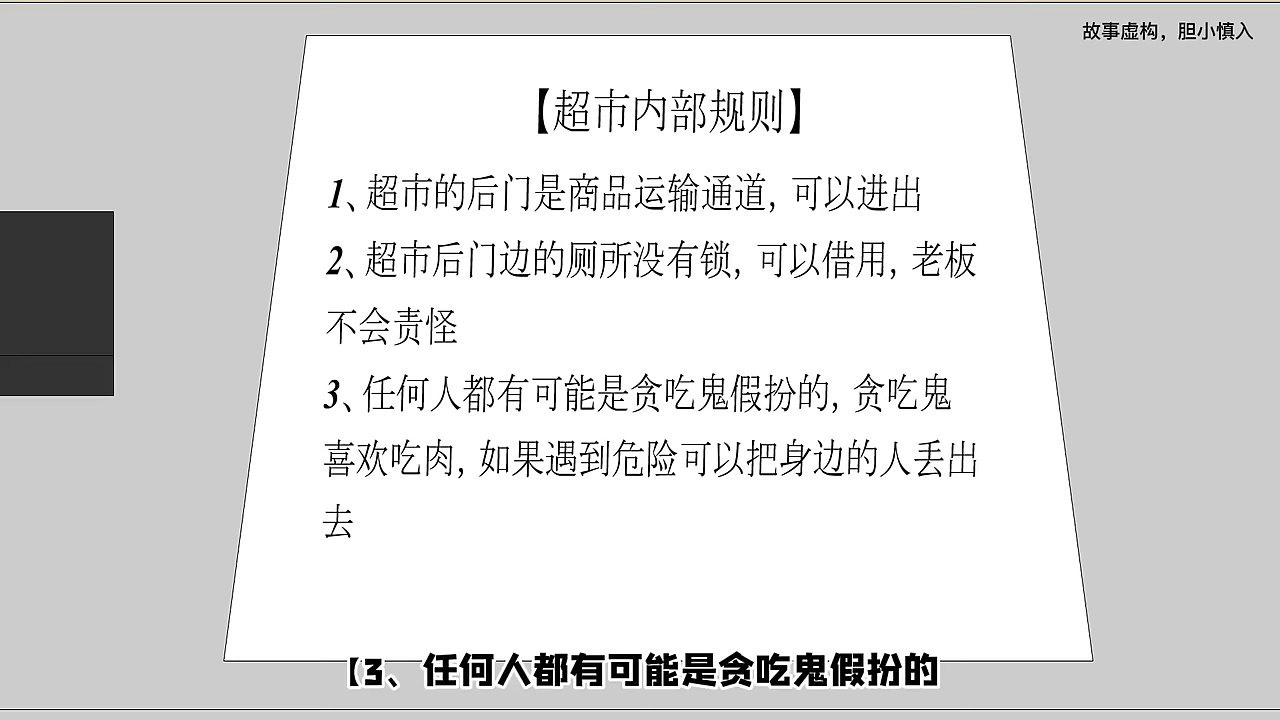 故事虚构，胆小慎入
【超市内部规则】
1、超市的后门是商品运输通道，可以进出
2、超市后门边的厕所没有锁，可以借用，老板
不会责怪
3、任何人都有可能是贪吃鬼假扮的，贪吃鬼
喜欢吃肉，如果遇到危险可以把身边的人丢出
去
【3、任何人都有可能是贪吃鬼假扮的